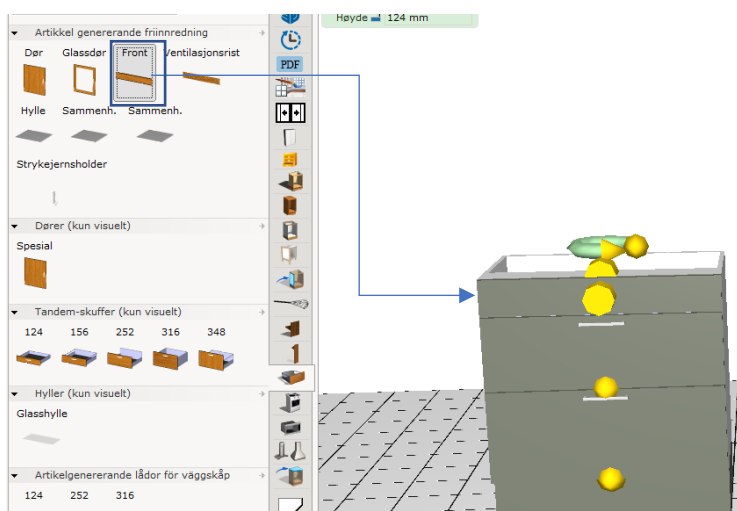 Høyde 124 mm
Artikkel genererande friinnredning
Dør Glassdør Front Ventilasjonsrist
PDF
Hylle Sammenh. Sammenh.
Strykejernsholder
Dører (kun visuelt)
Spesial
Tandem-skuffer (kun visuelt)
124 156 252 316 348
Hyller (kun visuelt)
Glasshylle
Artikelgenererande lådor för väggskåp
124 252 316